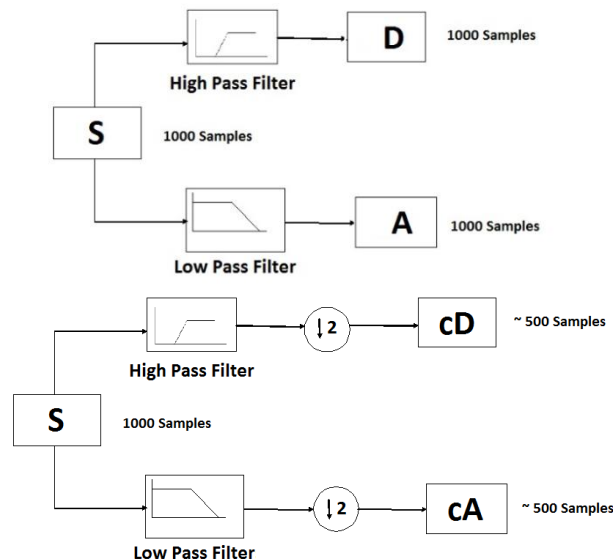 D
1000 Samples
High Pass Filter
S
1000 Samples
A
1000 Samples
Low Pass Filter
↓2
cD
~ 500 Samples
High Pass Filter
S
1000 Samples
↓2
cA
~ 500 Samples
Low Pass Filter